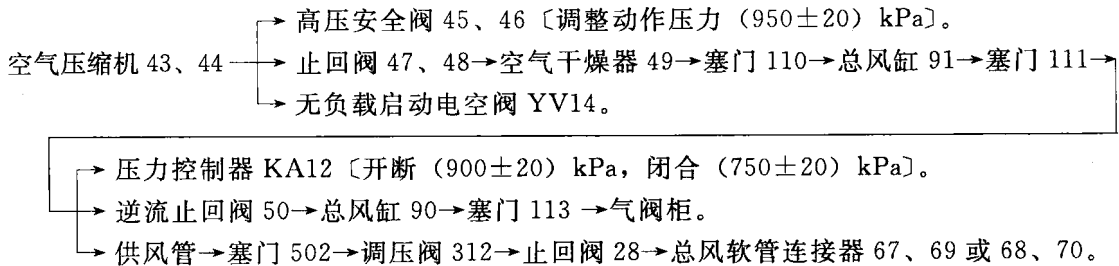 →高压安全阀 45、46〔调整动作压力（950±20）kPa〕。
空气压缩机 43、44→止回阀 47、48→空气干燥器 49→塞门 110→总风缸 91→塞门 111→
→无负载启动电空阀 YV14。
→压力控制器 KA12〔开断（900±20）kPa，闭合（750±20）kPa〕。
→逆流止回阀 50→总风缸 90→塞门 113→气阀柜。
→供风管→塞门 502→调压阀 312→止回阀 28→总风软管连接器 67、69 或 68、70。